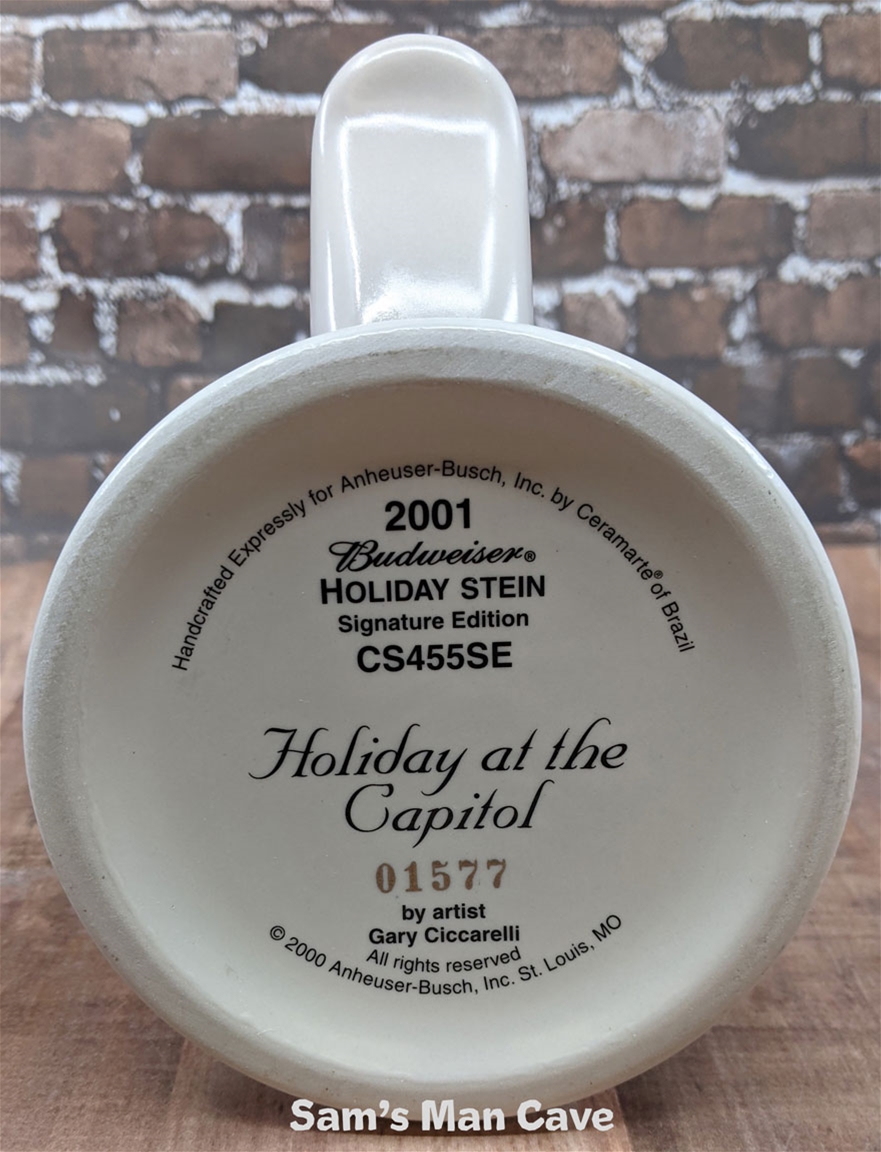 Handcrafted Expressly for Anheuser-Busch, Inc. by Ceramarte® of Brazil
2001
Budweiser®
HOLIDAY STEIN
Signature Edition
CS455SE
Holiday at the
Capitol
01577
by artist
Gary Ciccarelli
All rights reserved
© 2000 Anheuser-Busch, Inc. St. Louis, MO
Sam's Man Cave